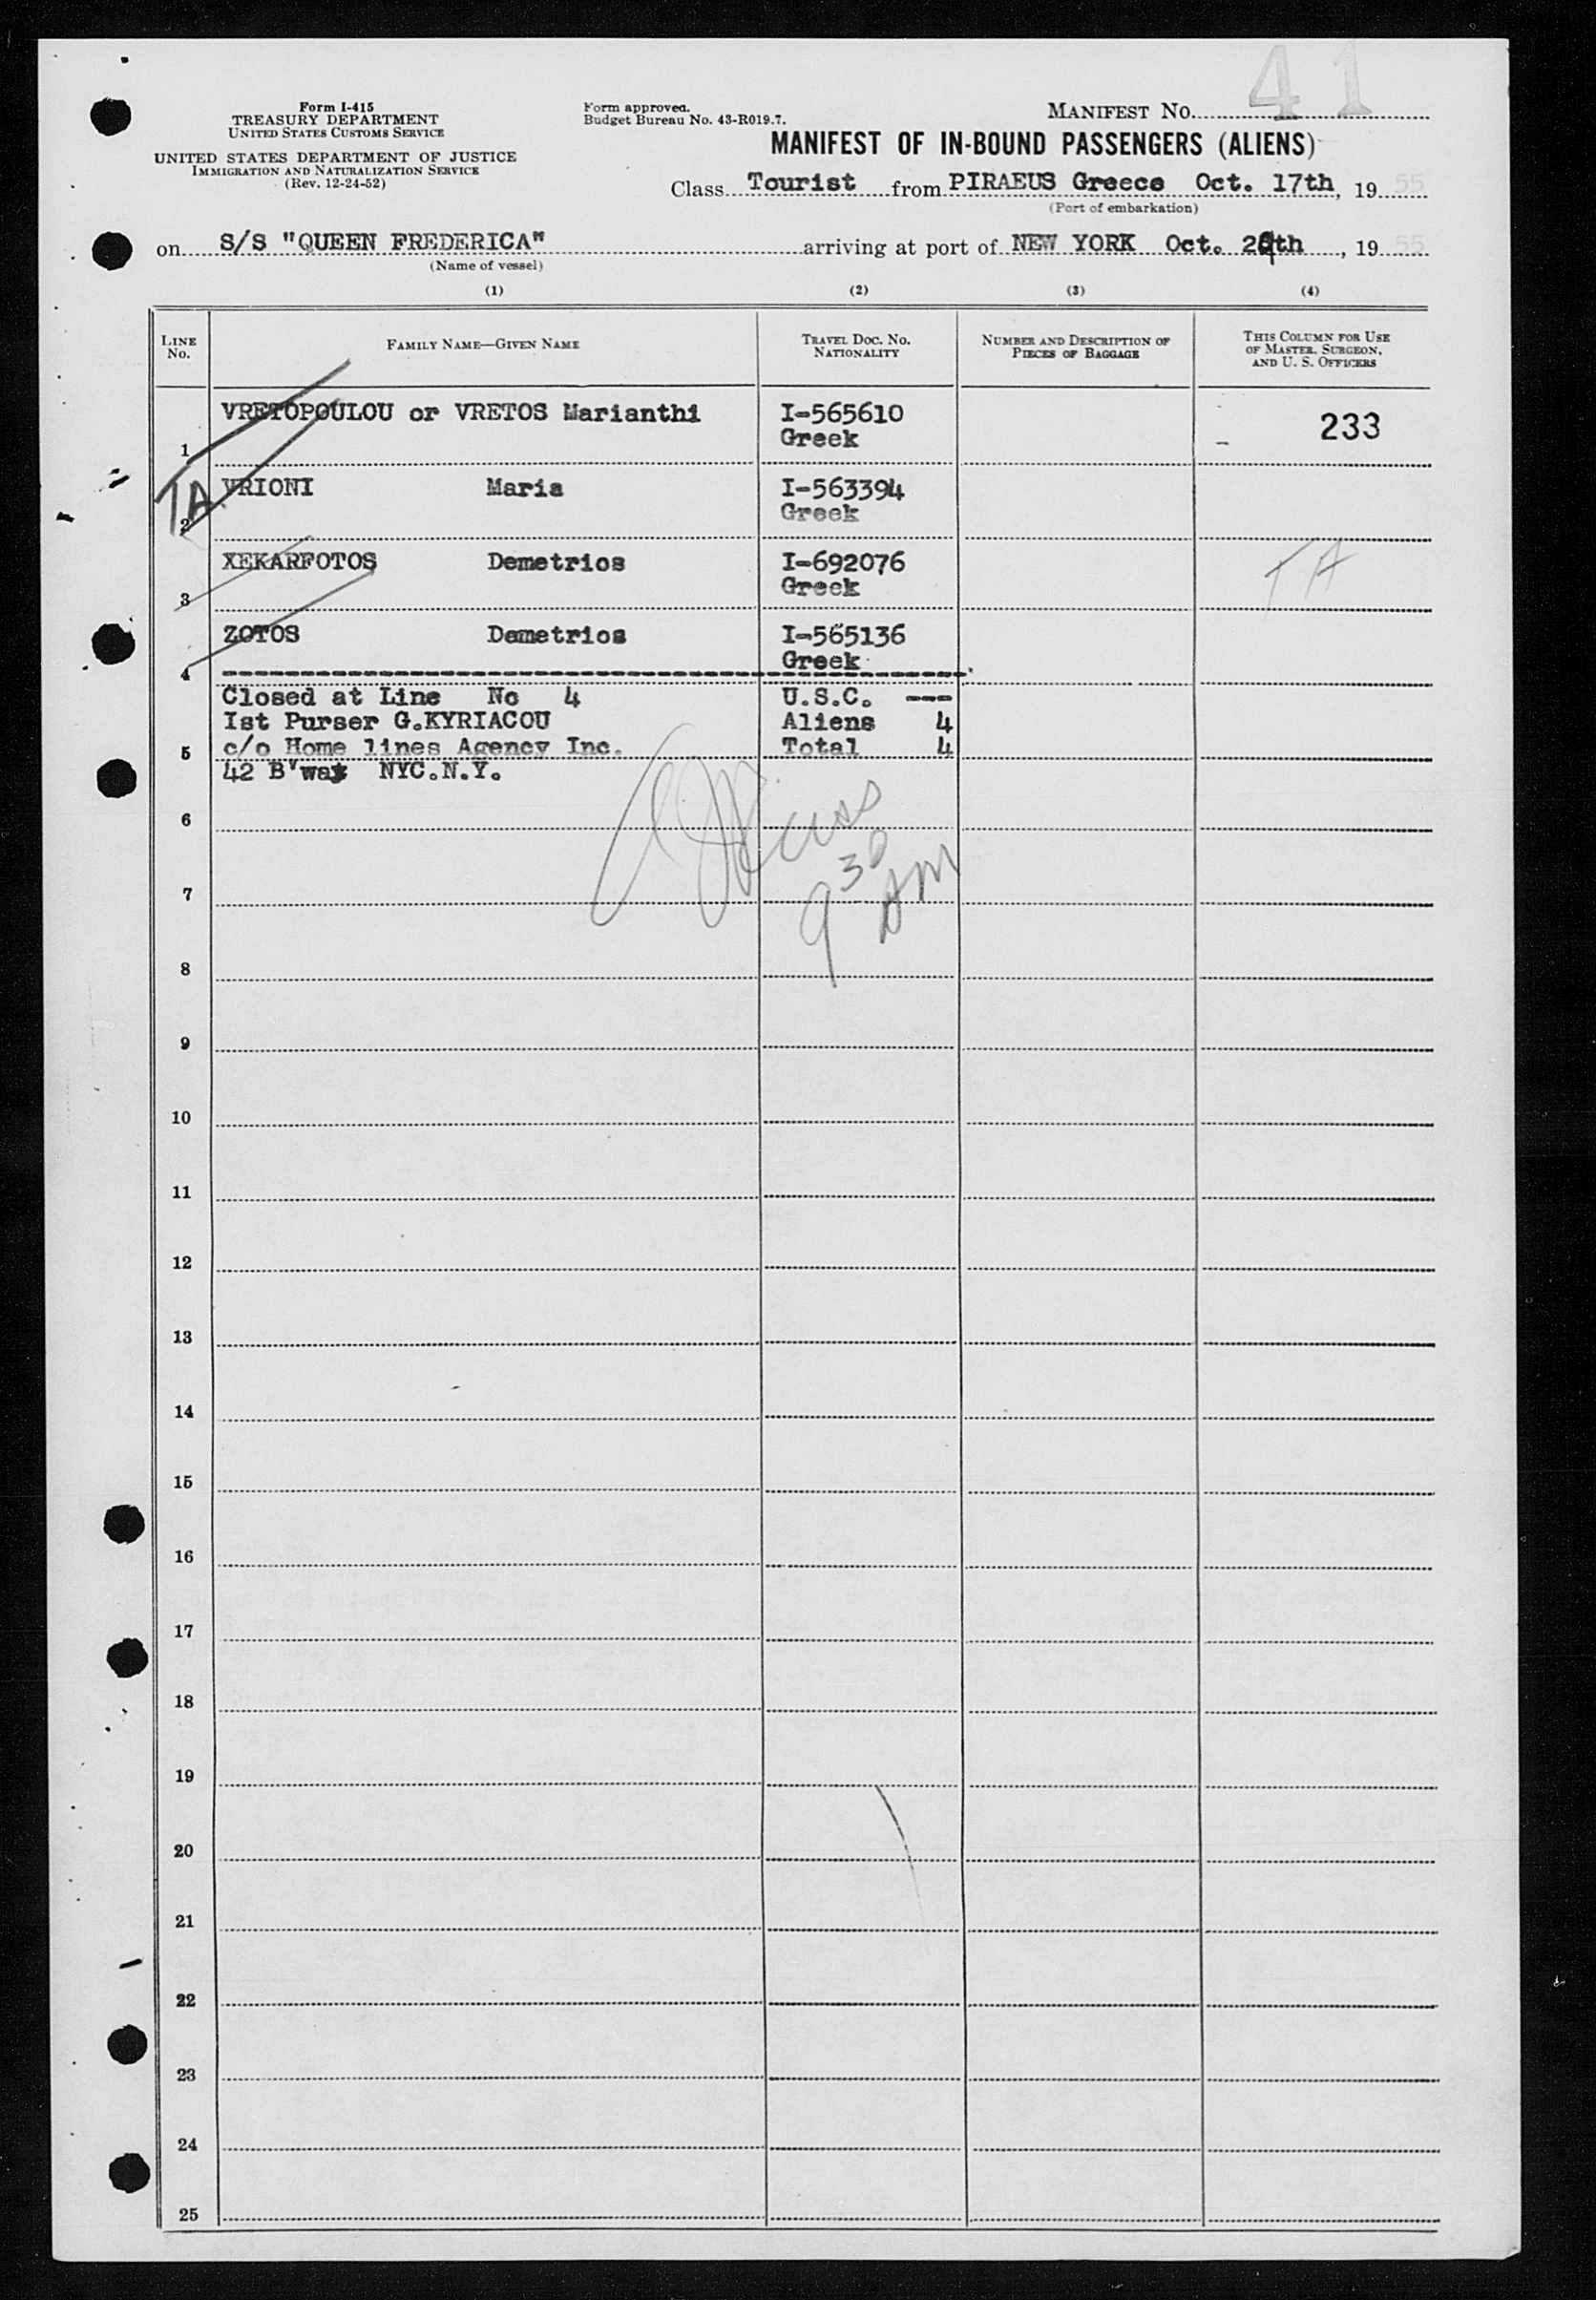 41
Form I-415
TREASURY DEPARTMENT
UNITED STATES CUSTOMS SERVICE
UNITED STATES DEPARTMENT OF JUSTICE
IMMIGRATION AND NATURALIZATION SERVICE
(Rev. 12-24-52)
Form approved.
Budget Bureau No. 43-R019.7.
MANIFEST No.
MANIFEST OF IN-BOUND PASSENGERS (ALIENS)
Class Tourist from PIRAEUS Greece Oct. 17th, 19 55
(Port of embarkation)
on S/S "QUEEN FREDERICA" arriving at port of NEW YORK Oct. 29th, 19 55
(Name of vessel)
(1) (2) (3) (4)
LINE No. FAMILY NAME—GIVEN NAME TRAVEL DOC. NO. NATIONALITY NUMBER AND DESCRIPTION OF PIECES OF BAGGAGE THIS COLUMN FOR USE OF MASTER, SURGEON, AND U. S. OFFICERS
VRETOPOULOU or VRETOS Marianthi I-565610 233
1 Greek
TA VRIONI Maria I-563394
2 Greek
XEKARFOTOS Demetrios I-692076 TA
3 Greek
ZOTOS Demetrios I-565136
4 Greek
Closed at Line No 4 U.S.C. ---
Ist Purser G.KYRIACOU Aliens 4
5 c/o Home lines Agency Inc. Total 4
42 B'way NYC.N.Y.
6
9 30 AM
7
8
9
10
11
12
13
14
15
16
17
18
19
20
21
22
23
24
25